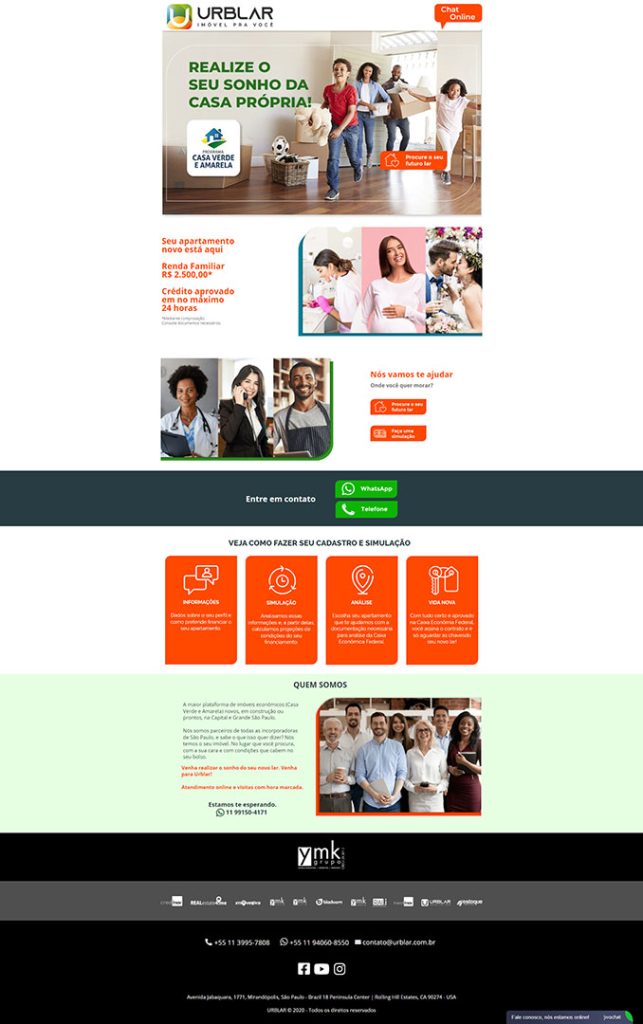 URBLAR
IMÓVEL PRA VOCÊ
Chat
Online
REALIZE O
SEU SONHO DA
CASA PRÓPRIA!
PROGRAMA
CASA VERDE
E AMARELA
Procure o seu
futuro lar
Seu apartamento
novo está aqui
Renda Familiar
R$ 2.500,00*
Crédito aprovado
em no máximo
24 horas
*Mediante comprovação
Consulte documentos necessários
Nós vamos te ajudar
Onde você quer morar?
Procure o seu
futuro lar
Faça uma
simulação
Entre em contato
WhatsApp
Telefone
VEJA COMO FAZER SEU CADASTRO E SIMULAÇÃO
INFORMAÇÕES
Dados sobre o seu perfil e
como pretende financiar o
seu apartamento.
SIMULAÇÃO
Analisamos essas
informações e, a partir delas,
calculamos projeções de
condições do seu
financiamento.
ANÁLISE
Escolha seu apartamento
que te ajudamos com a
documentação necessária
para análise da Caixa
Econômica Federal.
VIDA NOVA
Com tudo certo e aprovado
na Caixa Econômia Federal,
você assina o contrato e é
só aguardar as chaves do
seu novo lar!
QUEM SOMOS
A maior plataforma de imóveis econômicos (Casa
Verde e Amarela) novos, em construção ou
prontos, na Capital e Grande São Paulo.
Nós somos parceiros de todas as incorporadoras
de São Paulo, e sabe o que isso quer dizer? Nós
temos o seu imóvel. No lugar que você procura,
com a sua cara e com condições que cabem no
seu bolso.
Venha realizar o sonho do seu novo lar. Venha
para Urblar!
Atendimento online e visitas com hora marcada.
Estamos te esperando.
11 99150-4171
ymk
grupo
REALestate
ymk
ymk
ymk
URBLAR
+55 11 3995-7808 +55 11 94060-8550 contato@urblar.com.br
Avenida Jabaquara, 1771, Mirandópolis, São Paulo - Brazil 18 Peninsula Center | Rolling Hill Estates, CA 90274 - USA
URBLAR © 2020 - Todos os direitos reservados
Fale conosco, nós estamos online! jivochat